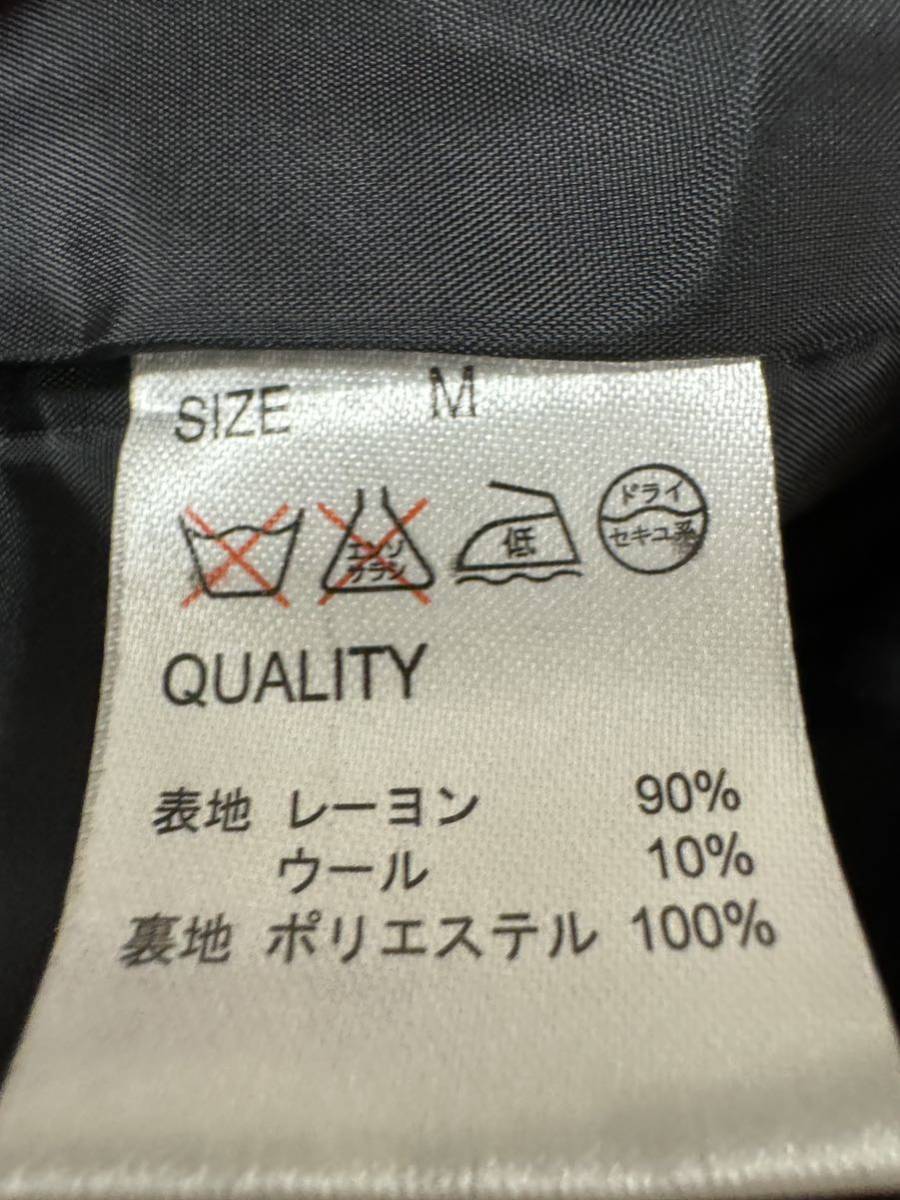 SIZE M
エンソ
サラシ
低
ドライ
セキユ系
QUALITY
表地 レーヨン 90%
ウール 10%
裏地 ポリエステル 100%